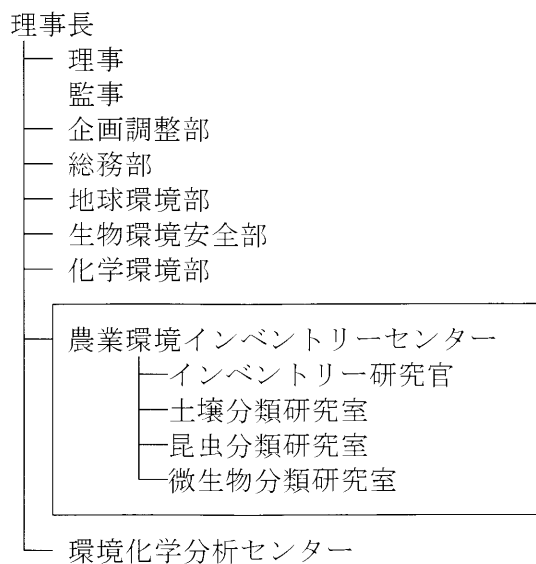 理事長
理事
監事
企画調整部
総務部
地球環境部
生物環境安全部
化学環境部
農業環境インベントリーセンター
インベントリー研究官
土壌分類研究室
昆虫分類研究室
微生物分類研究室
環境化学分析センター